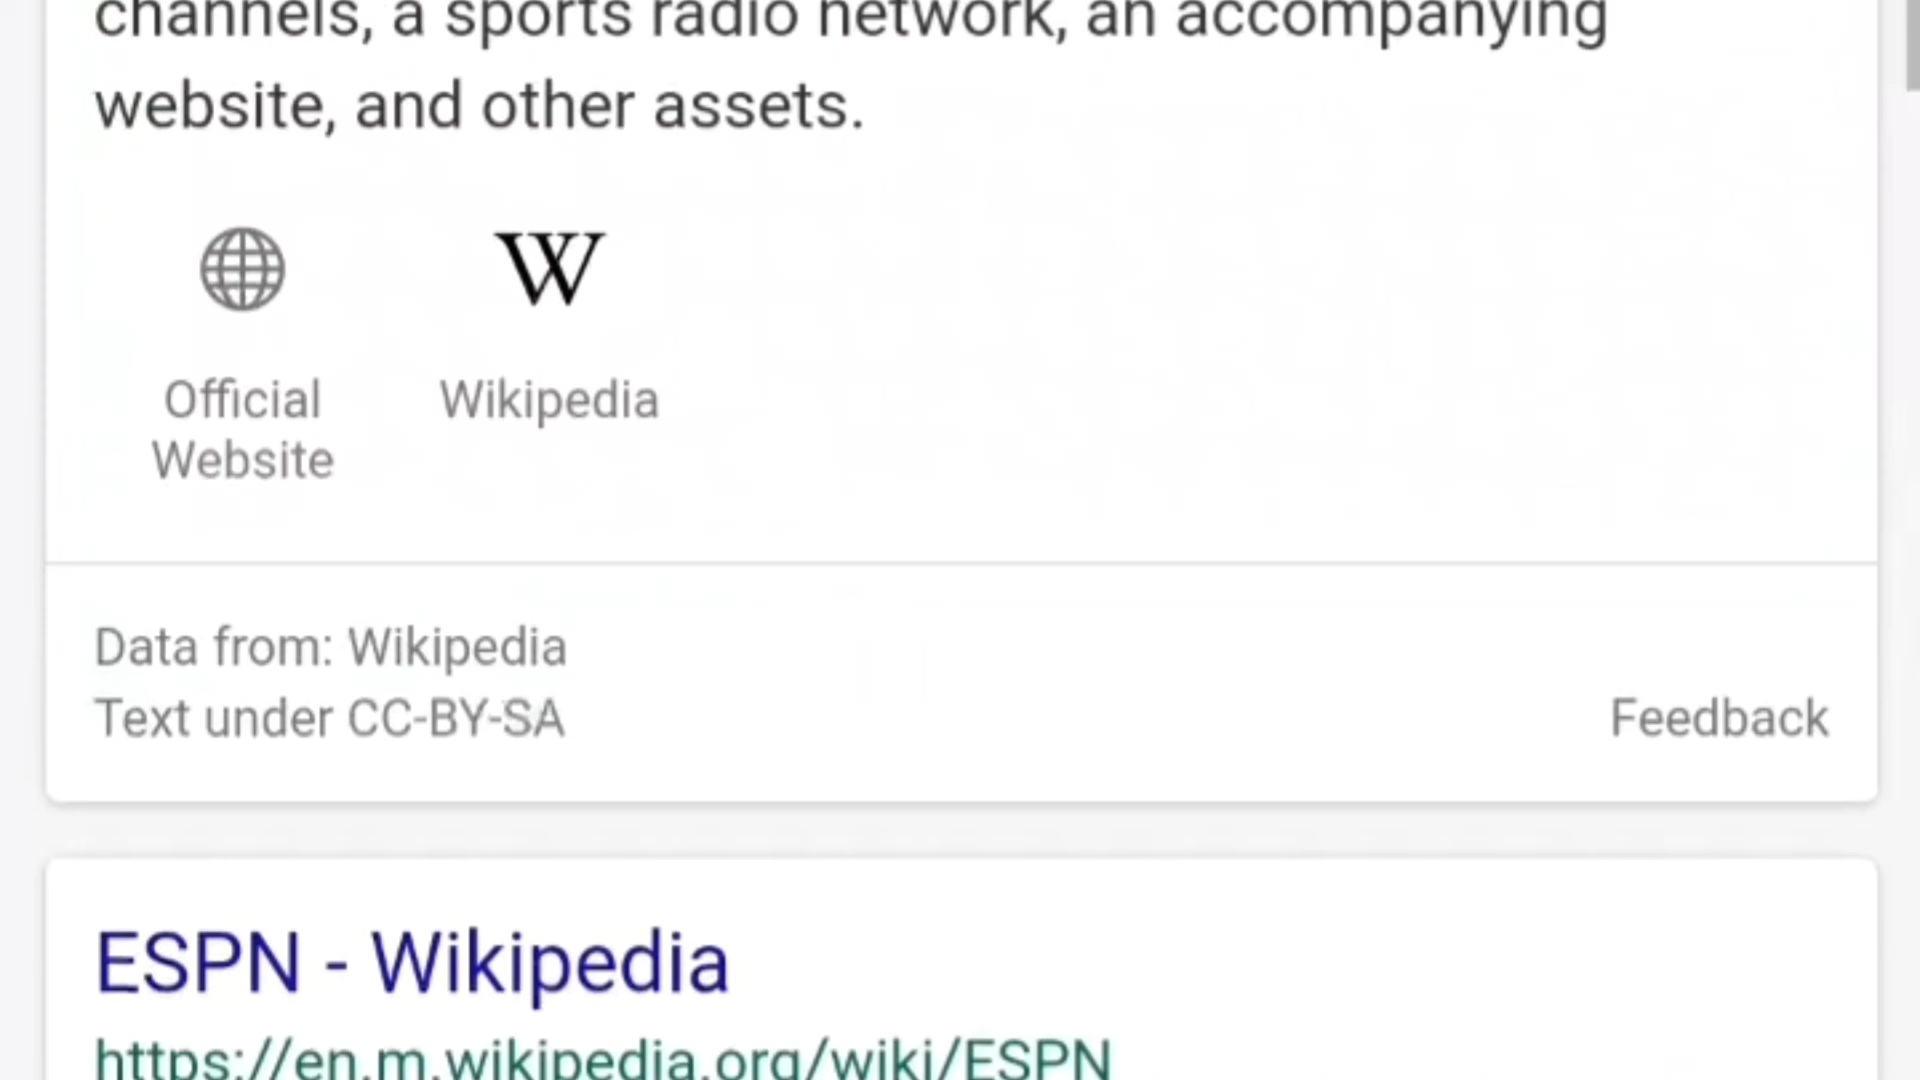 channels, a sports radio network, an accompanying
website, and other assets.
W
Official
Website
Wikipedia
Data from: Wikipedia
Text under CC-BY-SA
Feedback
ESPN - Wikipedia
https://en.m.wikipedia.org/wiki/ESPN